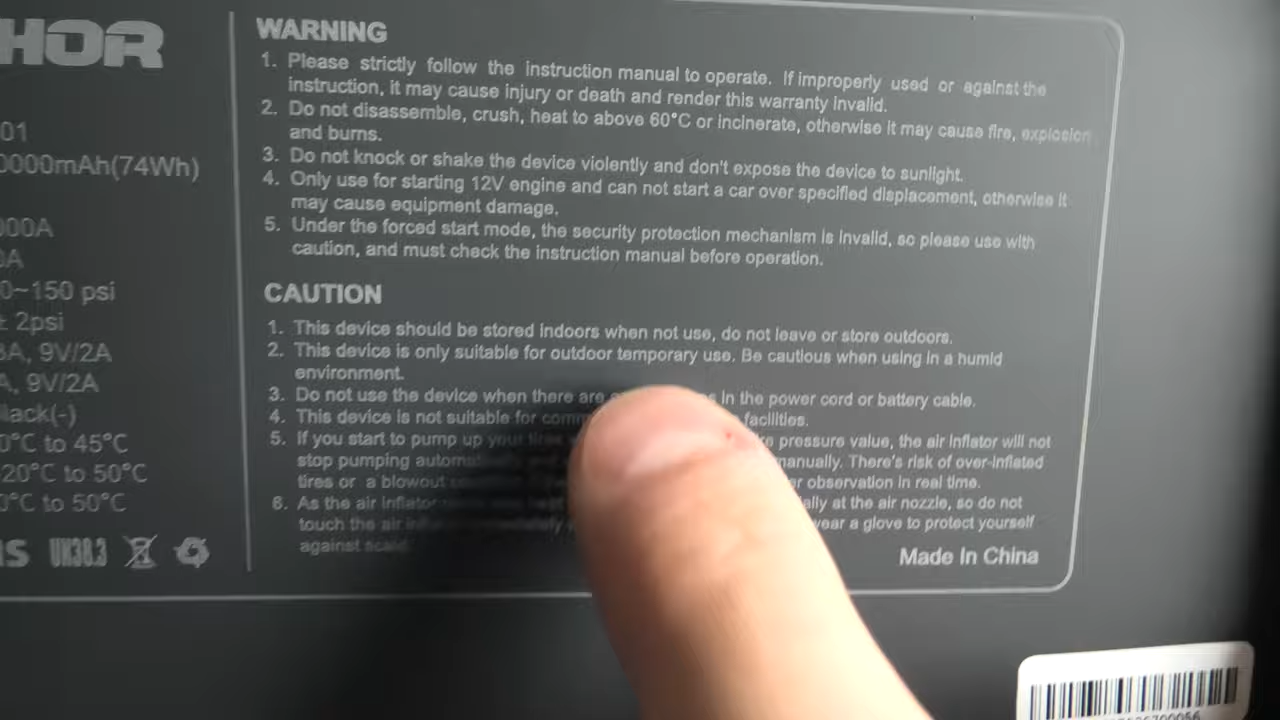 HOR
01
0000mAh(74Wh)
000A
0A
0~150 psi
± 2psi
3A, 9V/2A
A, 9V/2A
lack(-)
0°C to 45°C
-20°C to 50°C
0°C to 50°C
UN38.3
WARNING
1. Please strictly follow the instruction manual to operate. If improperly used or against the
instruction, it may cause injury or death and render this warranty invalid.
2. Do not disassemble, crush, heat to above 60°C or incinerate, otherwise it may cause fire, explosion
and burns.
3. Do not knock or shake the device violently and don't expose the device to sunlight.
4. Only use for starting 12V engine and can not start a car over specified displacement, otherwise it
may cause equipment damage.
5. Under the forced start mode, the security protection mechanism is invalid, so please use with
caution, and must check the instruction manual before operation.
CAUTION
1. This device should be stored indoors when not use, do not leave or store outdoors.
2. This device is only suitable for outdoor temporary use. Be cautious when using in a humid
environment.
3. Do not use the device when there are in the power cord or battery cable.
4. This device is not suitable for facilities.
5. If you start to pump up your tires pressure value, the air inflator will not
stop pumping manually. There's risk of over-inflated
tires or a blowout observation in real time.
6. As the air inflator at the air nozzle, so do not
touch the air wear a glove to protect yourself
against scald.
Made In China